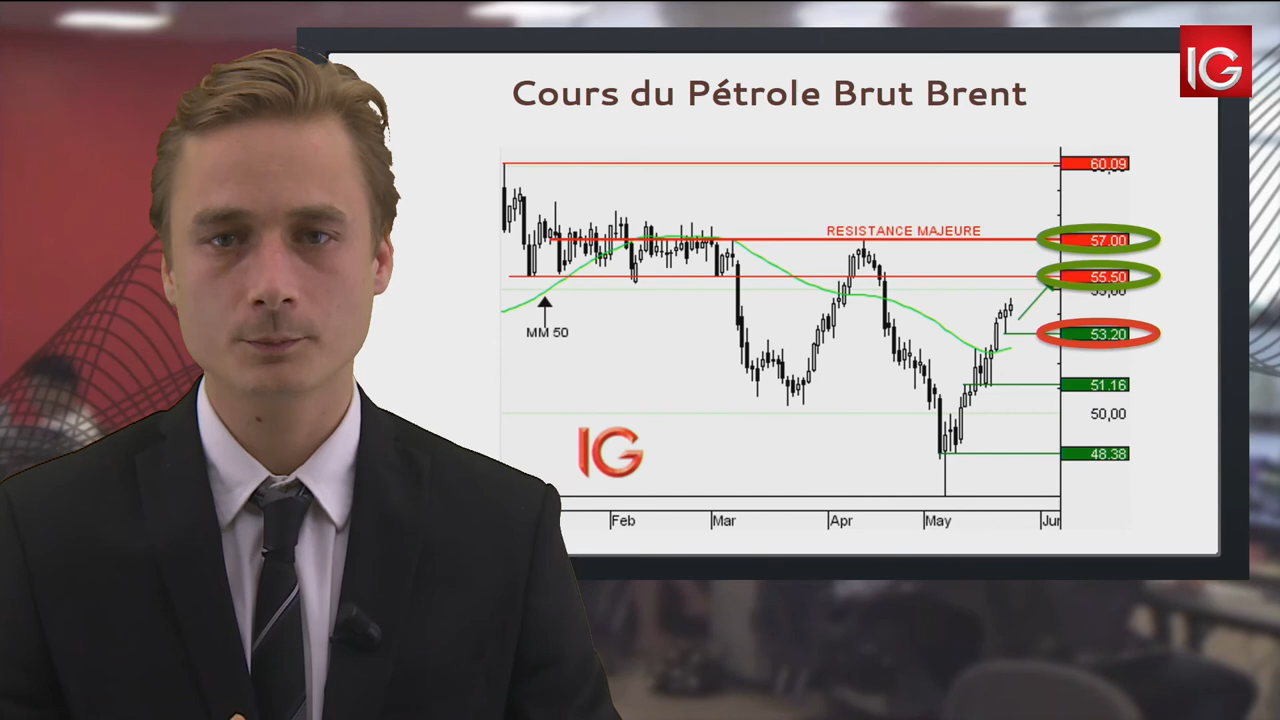 Cours du Pétrole Brut Brent
IG
60.09
RESISTANCE MAJEURE
57.00
55.50
MM 50
53.20
51.16
50,00
48.38
IG
Feb
Mar
Apr
May
Jun